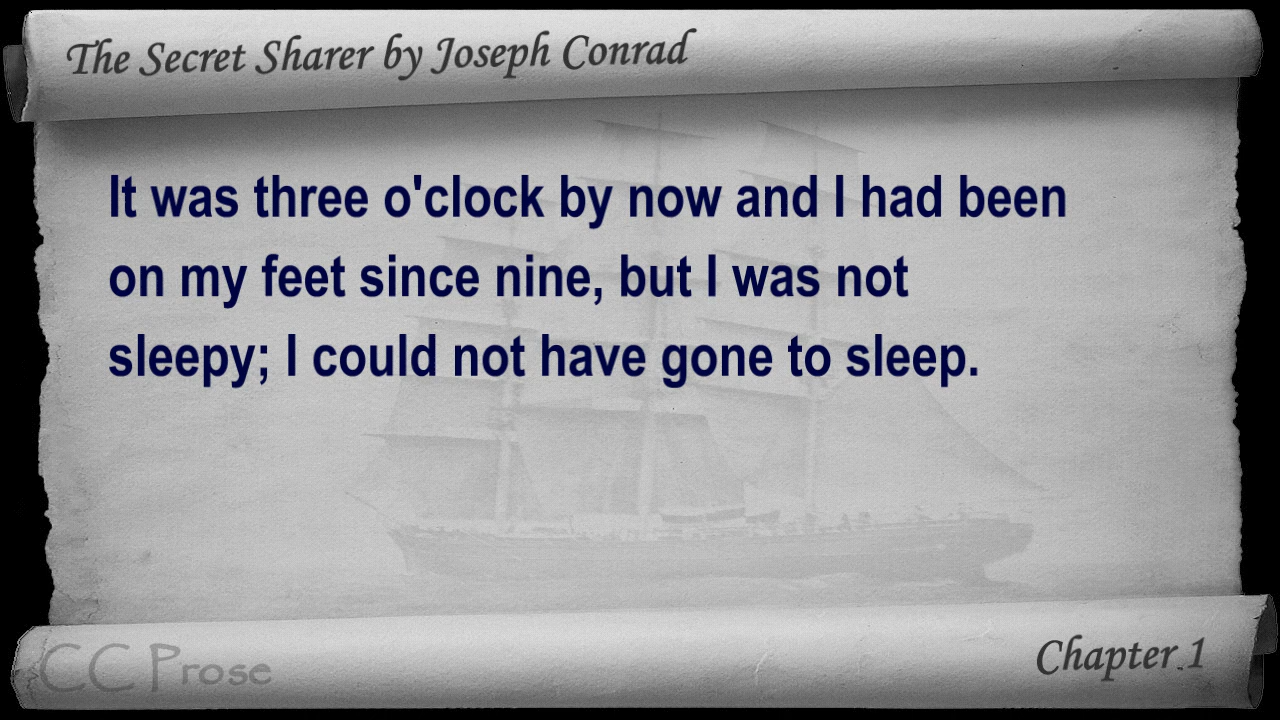 The Secret Sharer by Joseph Conrad
It was three o'clock by now and I had been
on my feet since nine, but I was not
sleepy; I could not have gone to sleep.
CC Prose
Chapter 1